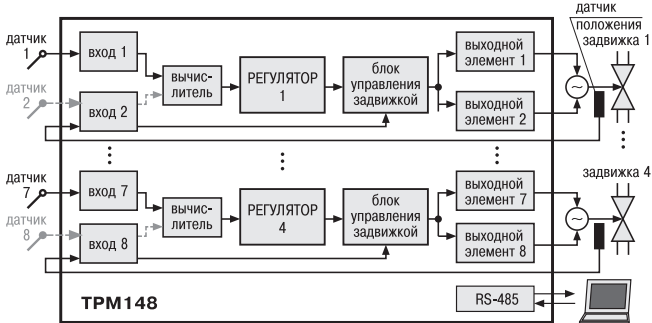 датчик
1
вход 1
датчик
2
вход 2
вычис-
литель
РЕГУЛЯТОР
1
блок
управления
задвижкой
выходной
элемент 1
выходной
элемент 2
~
датчик
положения
задвижка 1
датчик
7
вход 7
датчик
8
вход 8
вычис-
литель
РЕГУЛЯТОР
4
блок
управления
задвижкой
выходной
элемент 7
выходной
элемент 8
~
задвижка 4
ТРМ148
RS-485